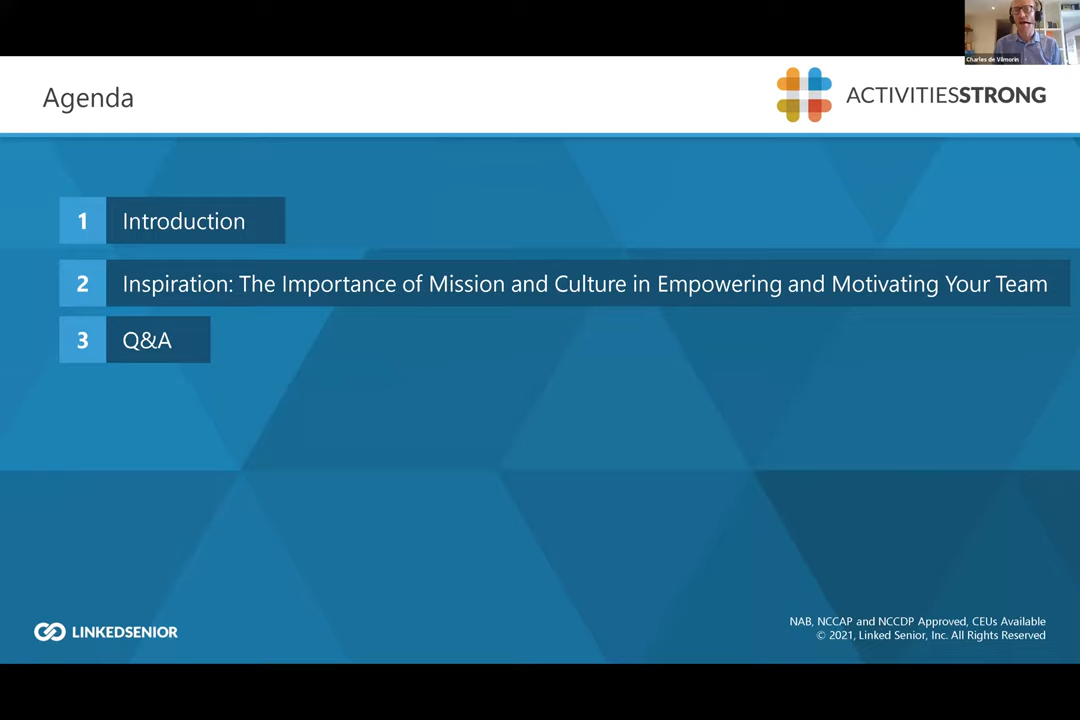 Charles de Vilmorin
Agenda
ACTIVITIESSTRONG
1 Introduction
2 Inspiration: The Importance of Mission and Culture in Empowering and Motivating Your Team
3 Q&A
LINKEDSENIOR
NAB, NCCAP and NCCDP Approved, CEUs Available
© 2021, Linked Senior, Inc. All Rights Reserved